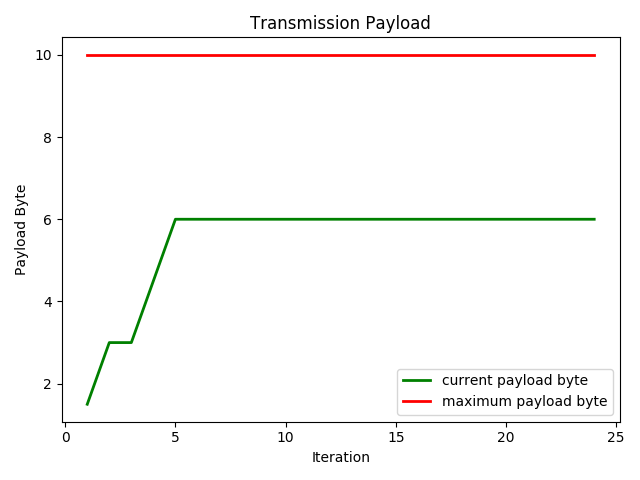 Transmission Payload
10
8
6
4
2
Payload Byte
current payload byte
maximum payload byte
0 5 10 15 20 25
Iteration